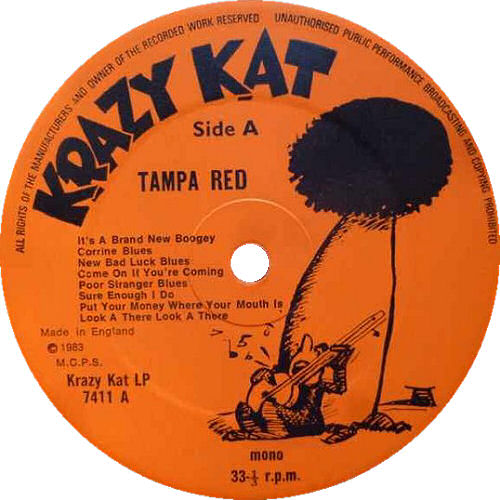 ALL RIGHTS OF THE MANUFACTURERS AND OWNER OF THE RECORDED WORK RESERVED
UNAUTHORISED PUBLIC PERFORMANCE BROADCASTING AND COPYING PROHIBITED
KRAZY KAT
Side A
TAMPA RED
It's A Brand New Boogey
Corrine Blues
New Bad Luck Blues
Come On If You're Coming
Poor Stranger Blues
Sure Enough I Do
Put Your Money Where Your Mouth Is
Look A There Look A There
Made in England
© 1983
M.C.P.S.
Krazy Kat LP
7411 A
mono
33-⅓ r.p.m.